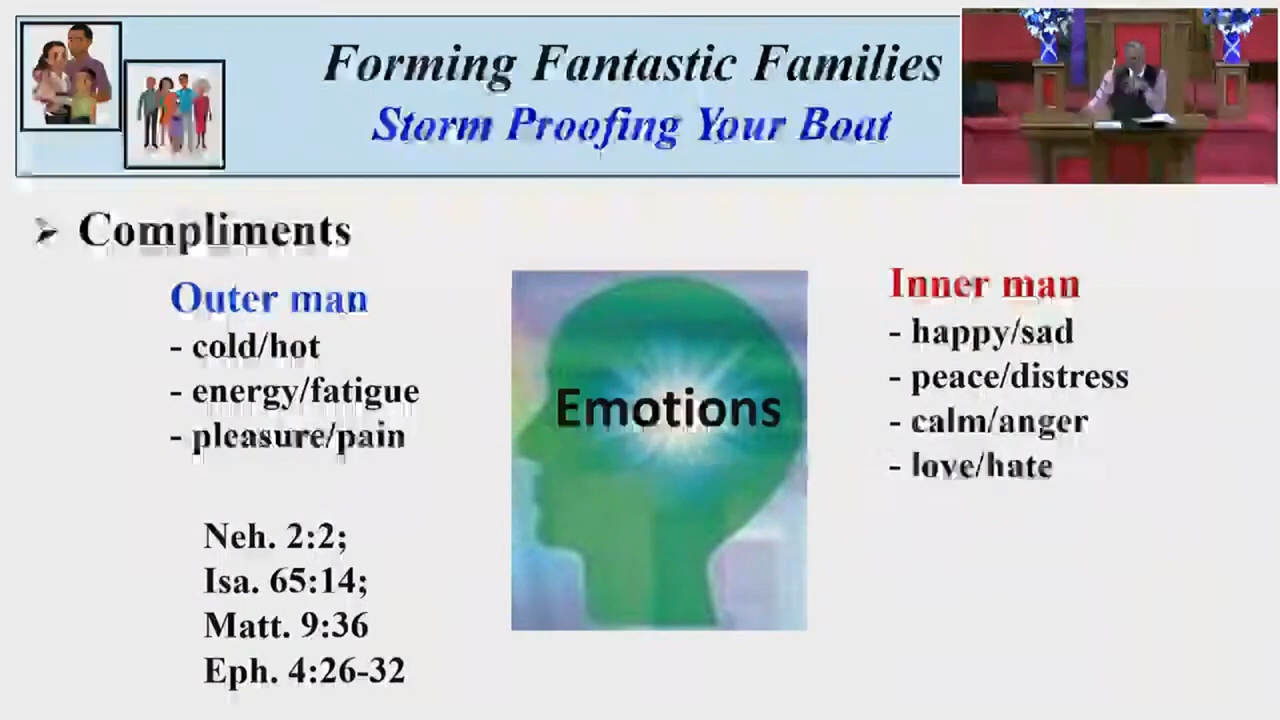 Forming Fantastic Families
Storm Proofing Your Boat
➢ Compliments
Outer man
- cold/hot
- energy/fatigue
- pleasure/pain
Neh. 2:2;
Isa. 65:14;
Matt. 9:36
Eph. 4:26-32
Emotions
Inner man
- happy/sad
- peace/distress
- calm/anger
- love/hate